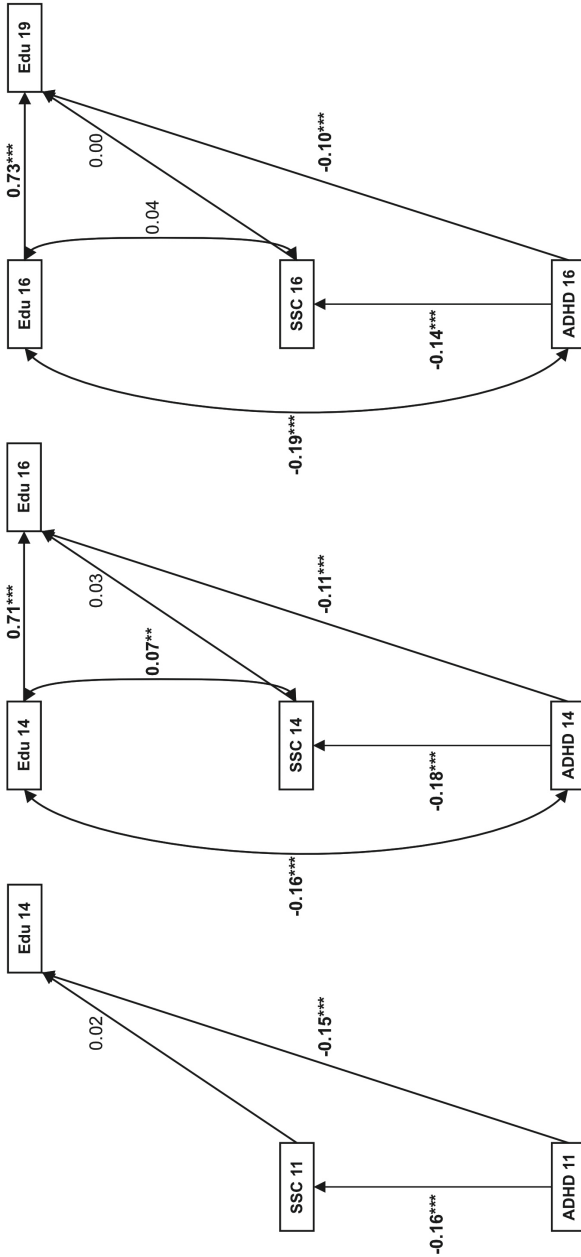 Edu 14
0.02
-0.15***
SSC 11
-0.16***
ADHD 11
Edu 14
0.71***
Edu 16
0.07**
0.03
-0.16***
-0.11***
SSC 14
-0.18***
ADHD 14
Edu 16
0.73***
Edu 19
0.04
0.00
-0.19***
-0.10***
SSC 16
-0.14***
ADHD 16